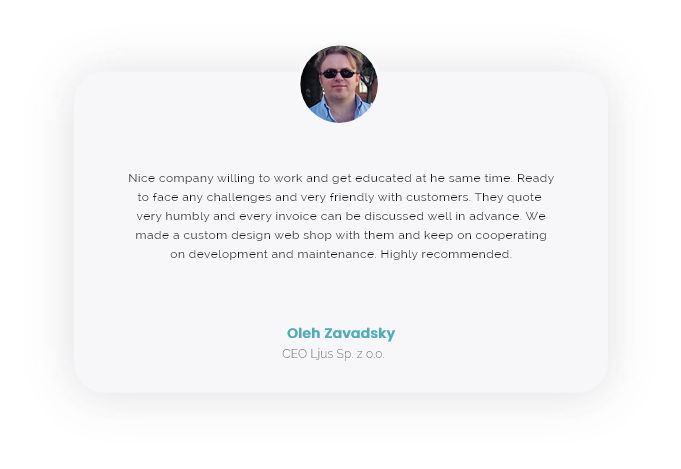 Nice company willing to work and get educated at he same time. Ready
to face any challenges and very friendly with customers. They quote
very humbly and every invoice can be discussed well in advance. We
made a custom design web shop with them and keep on cooperating
on development and maintenance. Highly recommended.
Oleh Zavadsky
CEO Ljus Sp. z o.o.